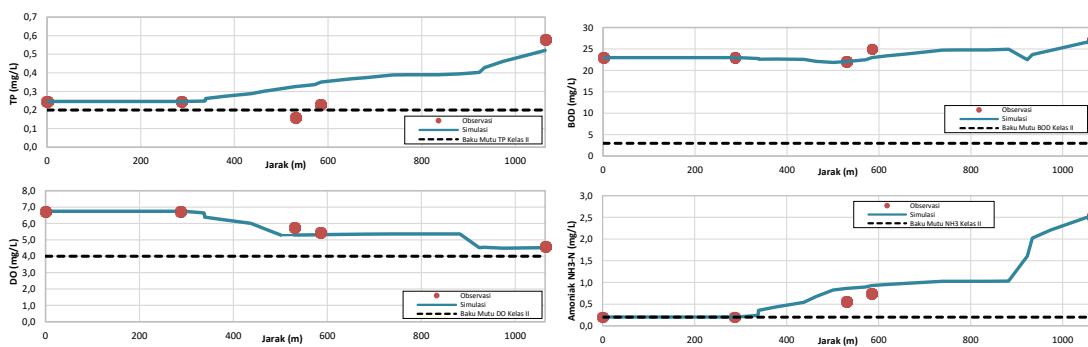 TP (mg/L)
0,7
0,6
0,5
0,4
0,3
0,2
0,1
0,0
0
200
400
600
800
1000
Jarak (m)
Observasi
Simulasi
Baku Mutu TP Kelas II
BOD (mg/L)
30
25
20
15
10
5
0
0
200
400
600
800
1000
Jarak (m)
Observasi
Simulasi
Baku Mutu BOD Kelas II
DO (mg/L)
8,0
7,0
6,0
5,0
4,0
3,0
2,0
1,0
0,0
0
200
400
600
800
1000
Jarak (m)
Observasi
Simulasi
Baku Mutu DO Kelas II
Amoniak NH3-N (mg/L)
3,0
2,5
2,0
1,5
1,0
0,5
0,0
0
200
400
600
800
1000
Jarak (m)
Observasi
Simulasi
Baku Mutu NH3 Kelas II